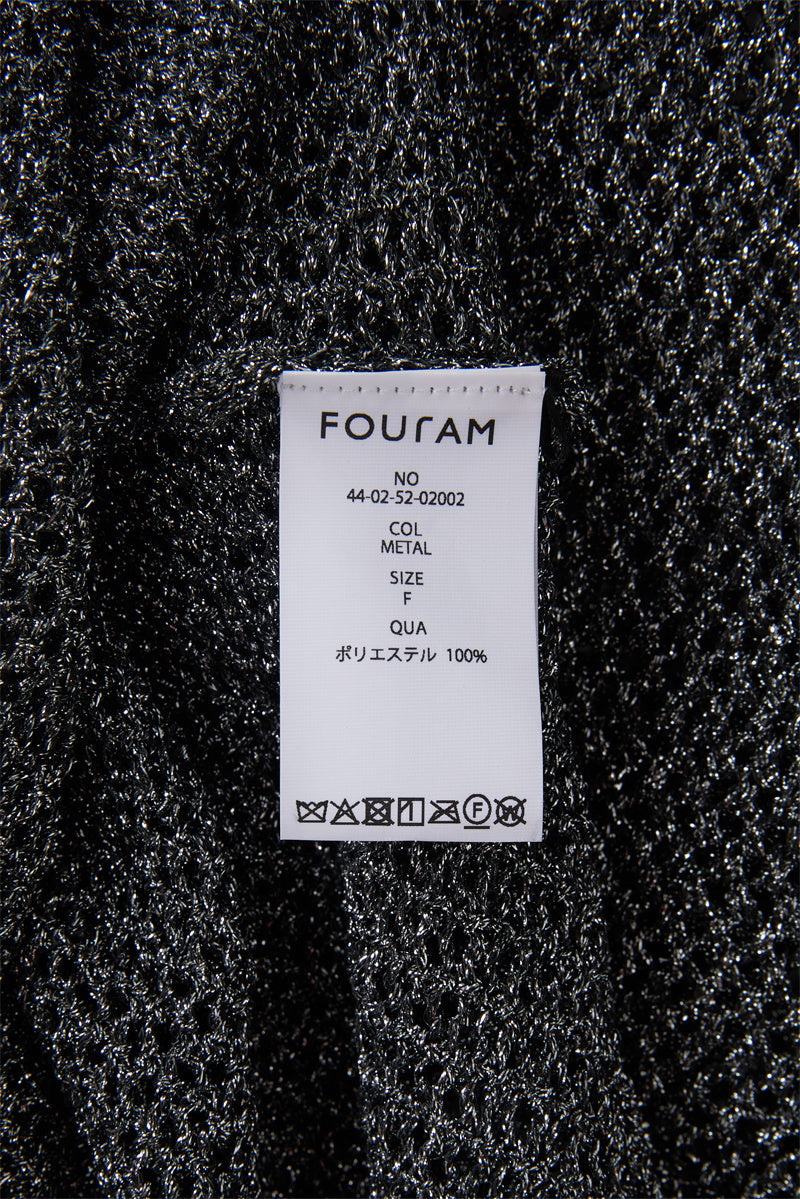 FOUrAM
NO
44-02-52-02002
COL
METAL
SIZE
F
QUA
ポリエステル 100%
F W